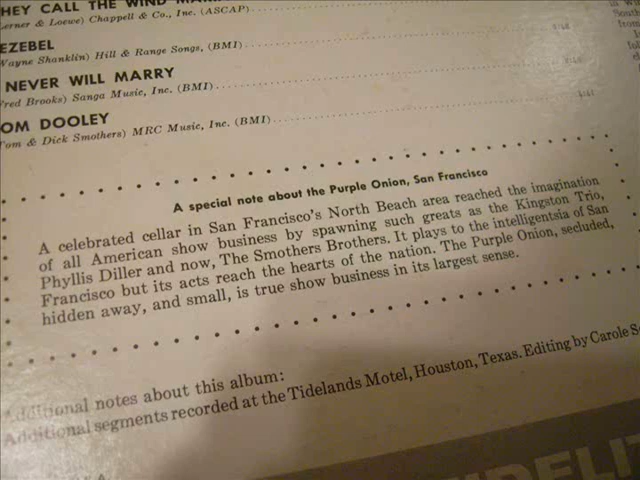 HEY CALL THE WIND
erner & Loewe) Chappell & Co., Inc. (ASCAP)
EZEBEL
Wayne Shanklin) Hill & Range Songs, (BMI)
NEVER WILL MARRY
red Brooks) Sanga Music, Inc. (BMI)
OM DOOLEY
om & Dick Smothers) MRC Music, Inc. (BMI)
A special note about the Purple Onion, San Francisco
A celebrated cellar in San Francisco's North Beach area reached the imagination
of all American show business by spawning such greats as the Kingston Trio,
Phyllis Diller and now, The Smothers Brothers. It plays to the intelligentsia of San
Francisco but its acts reach the hearts of the nation. The Purple Onion, secluded,
hidden away, and small, is true show business in its largest sense.
Additional notes about this album:
Additional segments recorded at the Tidelands Motel, Houston, Texas. Editing by Carole
FIDELIT